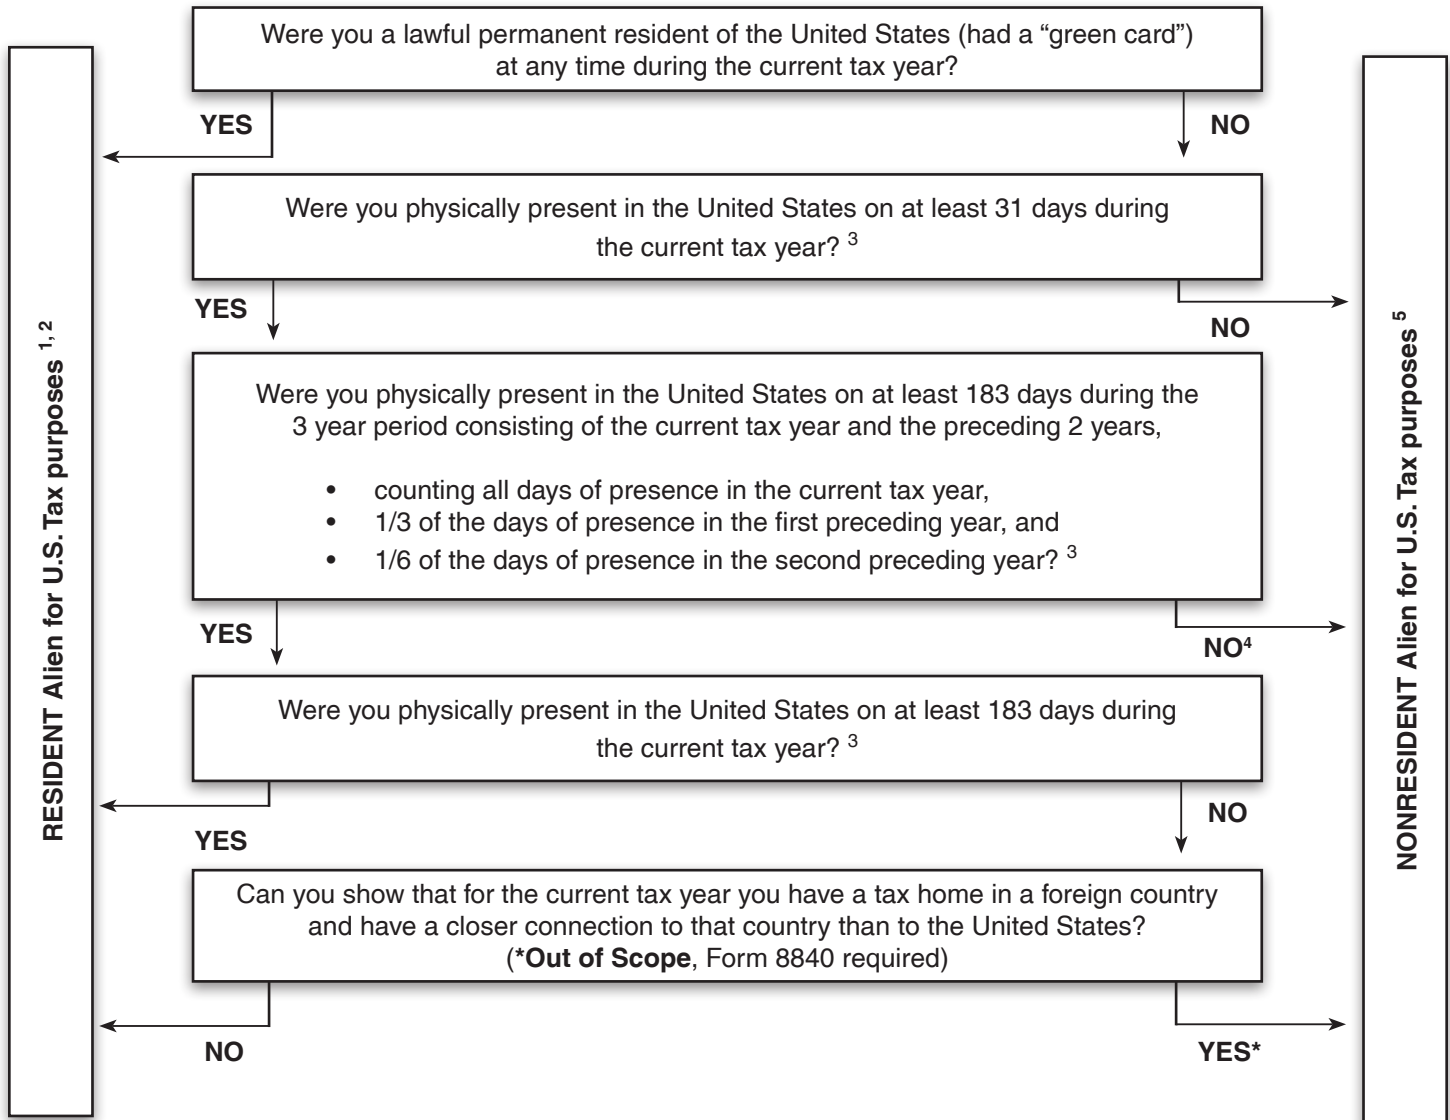 Were you a lawful permanent resident of the United States (had a “green card”)
at any time during the current tax year?
YES
NO
Were you physically present in the United States on at least 31 days during
the current tax year? 3
YES
NO
Were you physically present in the United States on at least 183 days during the
3 year period consisting of the current tax year and the preceding 2 years,
• counting all days of presence in the current tax year,
• 1/3 of the days of presence in the first preceding year, and
• 1/6 of the days of presence in the second preceding year? 3
YES
NO4
Were you physically present in the United States on at least 183 days during
the current tax year? 3
YES
NO
Can you show that for the current tax year you have a tax home in a foreign country
and have a closer connection to that country than to the United States?
(*Out of Scope, Form 8840 required)
NO
YES*
RESIDENT Alien for U.S. Tax purposes 1, 2
NONRESIDENT Alien for U.S. Tax purposes 5